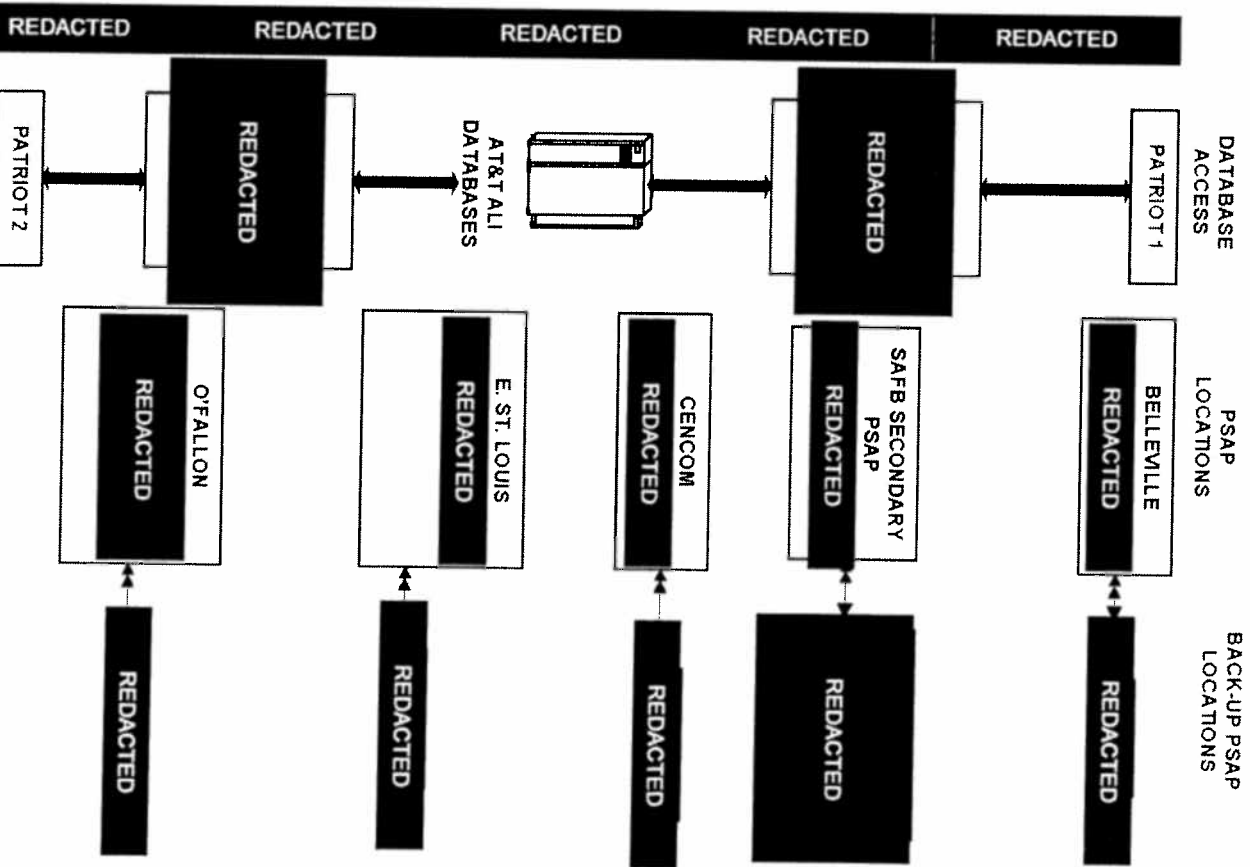 REDACTED
REDACTED
REDACTED
REDACTED
REDACTED
DATABASE
ACCESS
PSAP
LOCATIONS
BACK-UP PSAP
LOCATIONS
PATRIOT 1
BELLEVILLE
REDACTED
REDACTED
REDACTED
SAFB SECONDARY
PSAP
REDACTED
REDACTED
CENCOM
REDACTED
REDACTED
AT&T ALI
DATABASES
E. ST. LOUIS
REDACTED
REDACTED
REDACTED
O'FALLON
REDACTED
REDACTED
PATRIOT 2